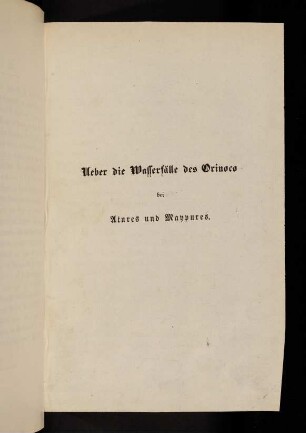 Ueber die Wasserfälle des Orinoco
bei
Atures und Maypures.